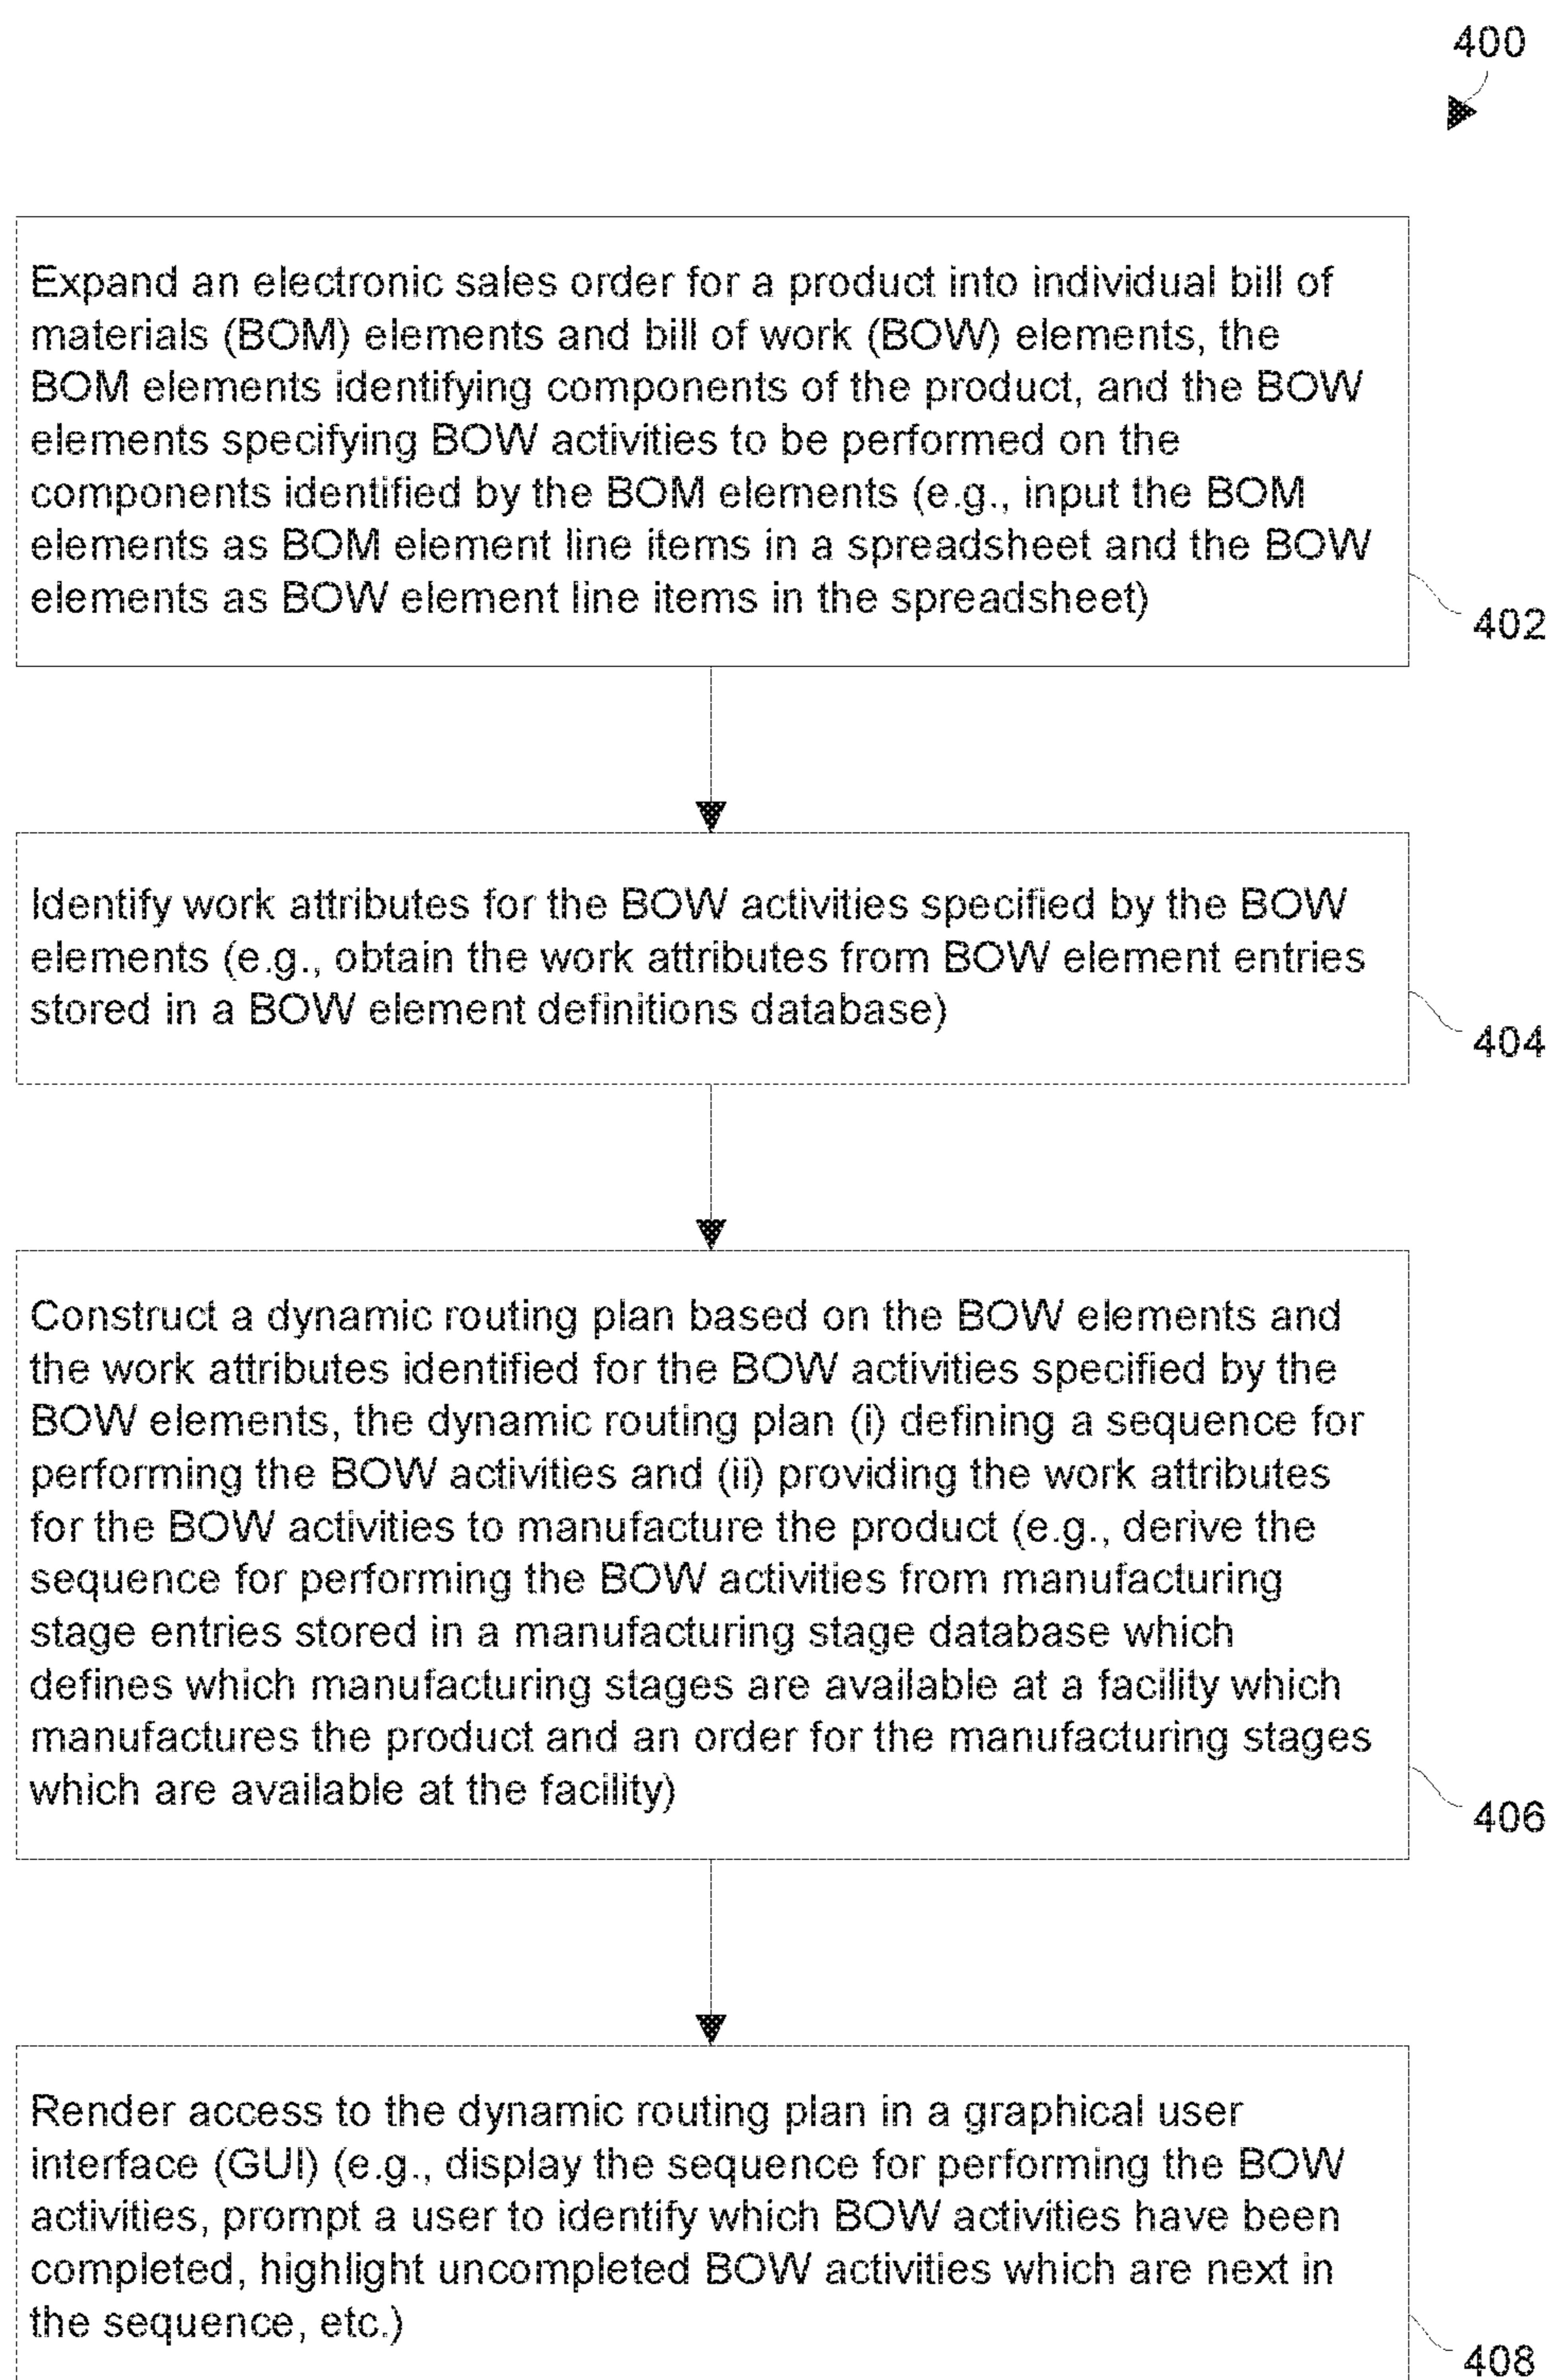 400
Expand an electronic sales order for a product into individual bill of
materials (BOM) elements and bill of work (BOW) elements, the
BOM elements identifying components of the product, and the BOW
elements specifying BOW activities to be performed on the
components identified by the BOM elements (e.g., input the BOM
elements as BOM element line items in a spreadsheet and the BOW
elements as BOW element line items in the spreadsheet)
402
Identify work attributes for the BOW activities specified by the BOW
elements (e.g., obtain the work attributes from BOW element entries
stored in a BOW element definitions database)
404
Construct a dynamic routing plan based on the BOW elements and
the work attributes identified for the BOW activities specified by the
BOW elements, the dynamic routing plan (i) defining a sequence for
performing the BOW activities and (ii) providing the work attributes
for the BOW activities to manufacture the product (e.g., derive the
sequence for performing the BOW activities from manufacturing
stage entries stored in a manufacturing stage database which
defines which manufacturing stages are available at a facility which
manufactures the product and an order for the manufacturing stages
which are available at the facility)
406
Render access to the dynamic routing plan in a graphical user
interface (GUI) (e.g., display the sequence for performing the BOW
activities, prompt a user to identify which BOW activities have been
completed, highlight uncompleted BOW activities which are next in
the sequence, etc.)
408